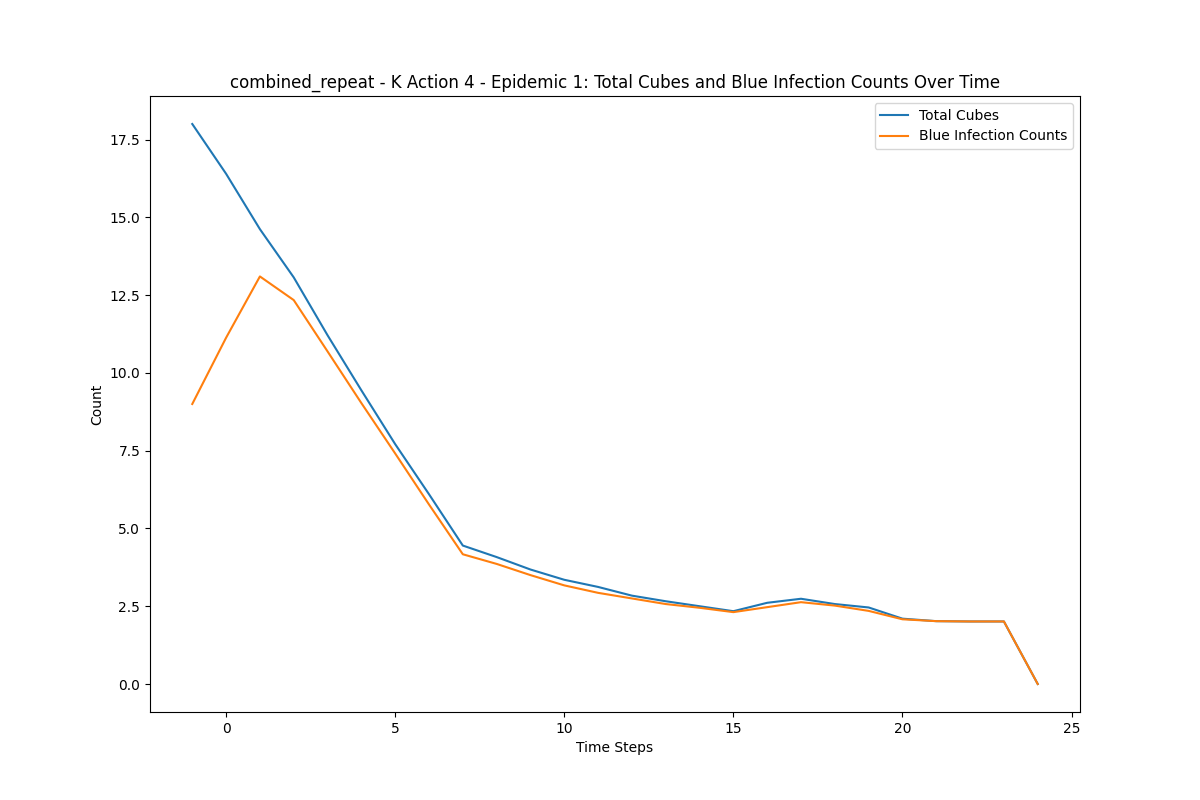 combined_repeat - K Action 4 - Epidemic 1: Total Cubes and Blue Infection Counts Over Time
Total Cubes
Blue Infection Counts
17.5
15.0
12.5
10.0
7.5
5.0
2.5
0.0
Count
0 5 10 15 20 25
Time Steps